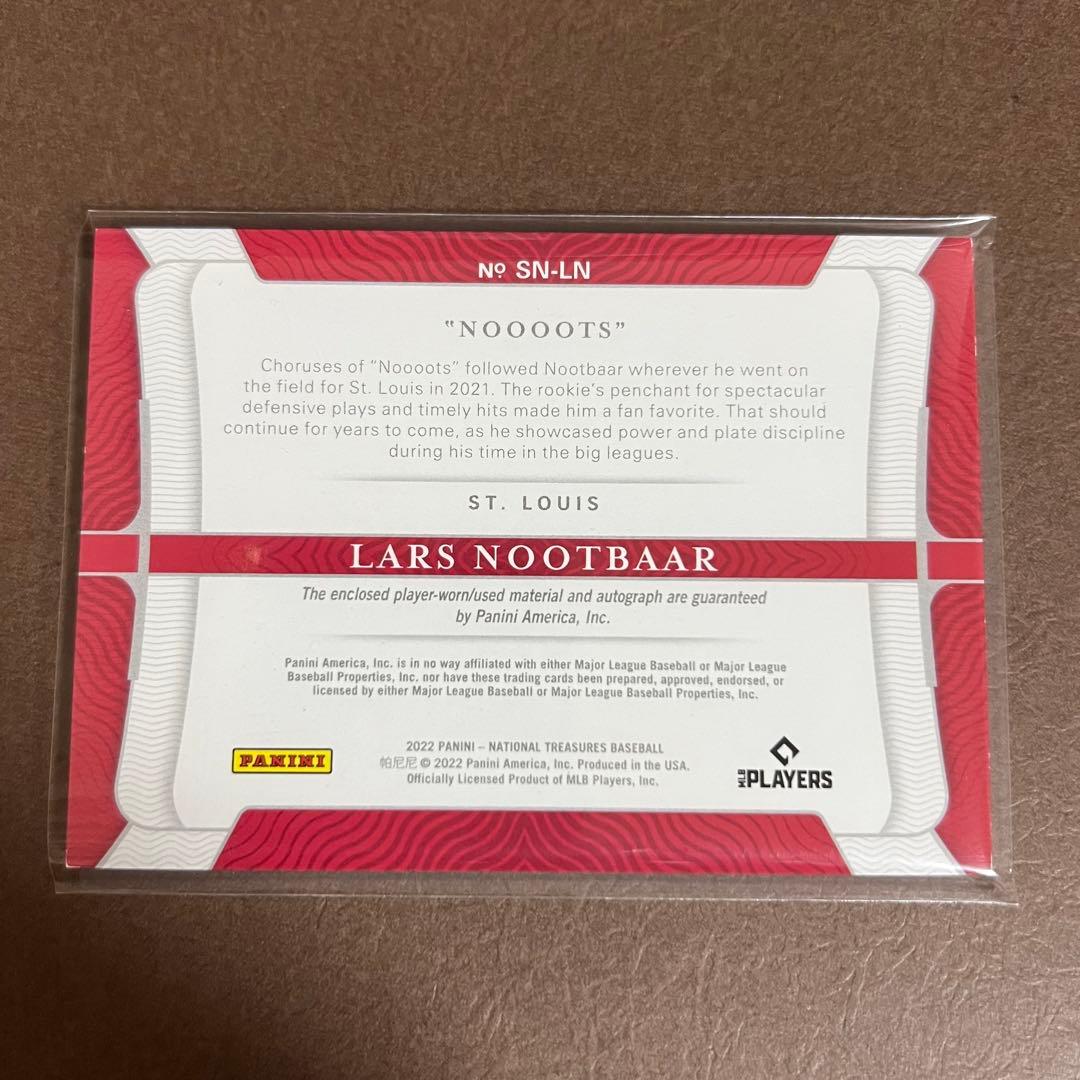 Nº SN-LN
"NOOOOTS"
Choruses of "Noooots" followed Nootbaar wherever he went on
the field for St. Louis in 2021. The rookie's penchant for spectacular
defensive plays and timely hits made him a fan favorite. That should
continue for years to come, as he showcased power and plate discipline
during his time in the big leagues.
ST. LOUIS
LARS NOOTBAAR
The enclosed player-worn/used material and autograph are guaranteed
by Panini America, Inc.
Panini America, Inc. is in no way affiliated with either Major League Baseball or Major League
Baseball Properties, Inc. nor have these trading cards been prepared, approved, endorsed, or
licensed by either Major League Baseball or Major League Baseball Properties, Inc.
PANINI
2022 PANINI – NATIONAL TREASURES BASEBALL
帕尼尼 © 2022 Panini America, Inc. Produced in the USA.
Officially Licensed Product of MLB Players, Inc.
MLB PLAYERS